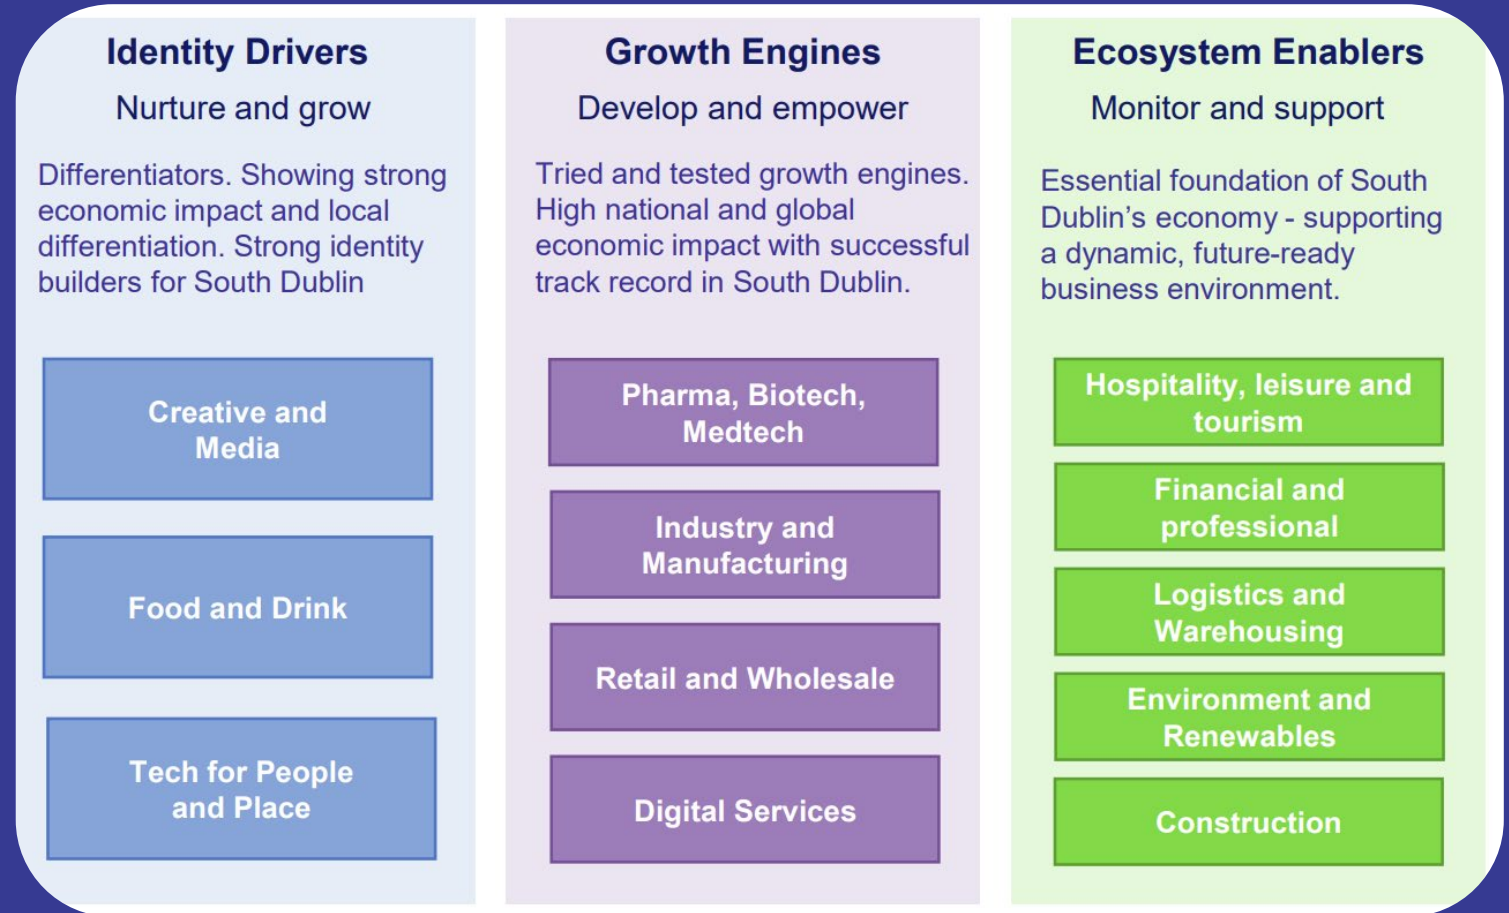 Identity Drivers
Nurture and grow
Differentiators. Showing strong
economic impact and local
differentiation. Strong identity
builders for South Dublin
Creative and
Media
Food and Drink
Tech for People
and Place
Growth Engines
Develop and empower
Tried and tested growth engines.
High national and global
economic impact with successful
track record in South Dublin.
Pharma, Biotech,
Medtech
Industry and
Manufacturing
Retail and Wholesale
Digital Services
Ecosystem Enablers
Monitor and support
Essential foundation of South
Dublin’s economy - supporting
a dynamic, future-ready
business environment.
Hospitality, leisure and
tourism
Financial and
professional
Logistics and
Warehousing
Environment and
Renewables
Construction